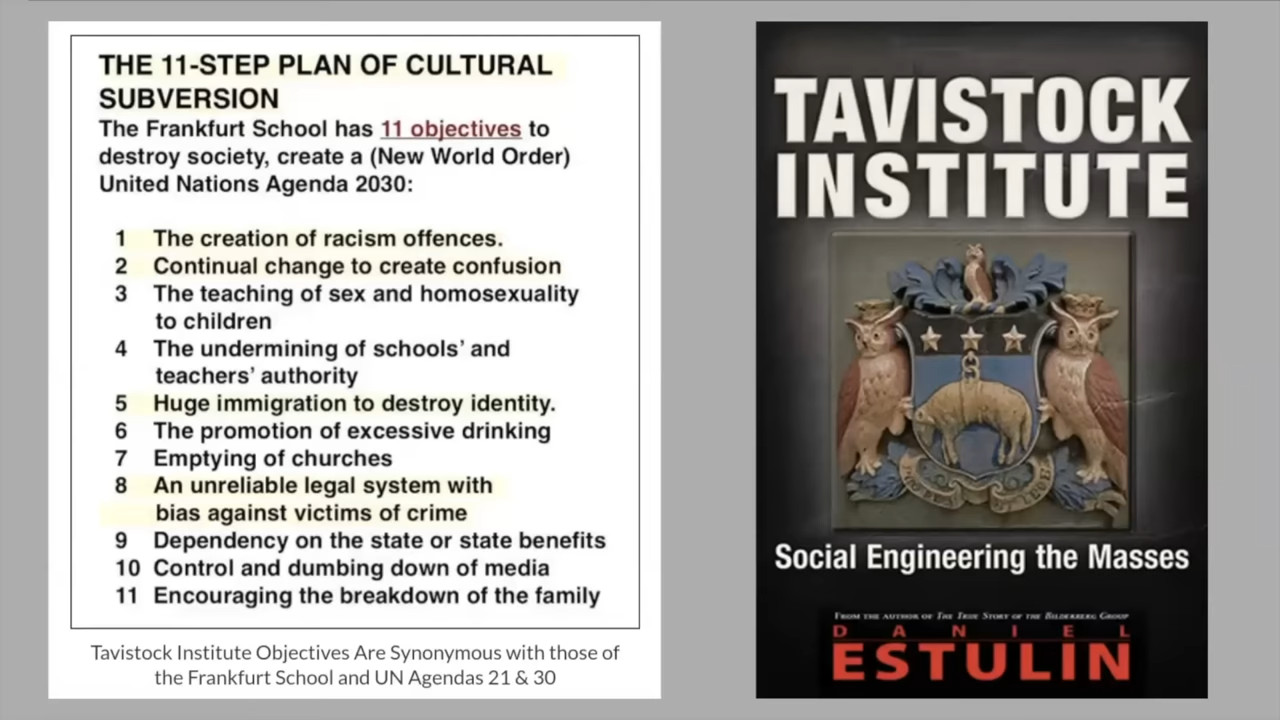 THE 11-STEP PLAN OF CULTURAL
SUBVERSION
The Frankfurt School has 11 objectives to
destroy society, create a (New World Order)
United Nations Agenda 2030:
1 The creation of racism offences.
2 Continual change to create confusion
3 The teaching of sex and homosexuality
to children
4 The undermining of schools’ and
teachers’ authority
5 Huge immigration to destroy identity.
6 The promotion of excessive drinking
7 Emptying of churches
8 An unreliable legal system with
bias against victims of crime
9 Dependency on the state or state benefits
10 Control and dumbing down of media
11 Encouraging the breakdown of the family
Tavistock Institute Objectives Are Synonymous with those of
the Frankfurt School and UN Agendas 21 & 30
TAVISTOCK
INSTITUTE
Social Engineering the Masses
FROM THE AUTHOR OF THE TRUE STORY OF THE BILDERBERG GROUP
DANIEL
ESTULIN